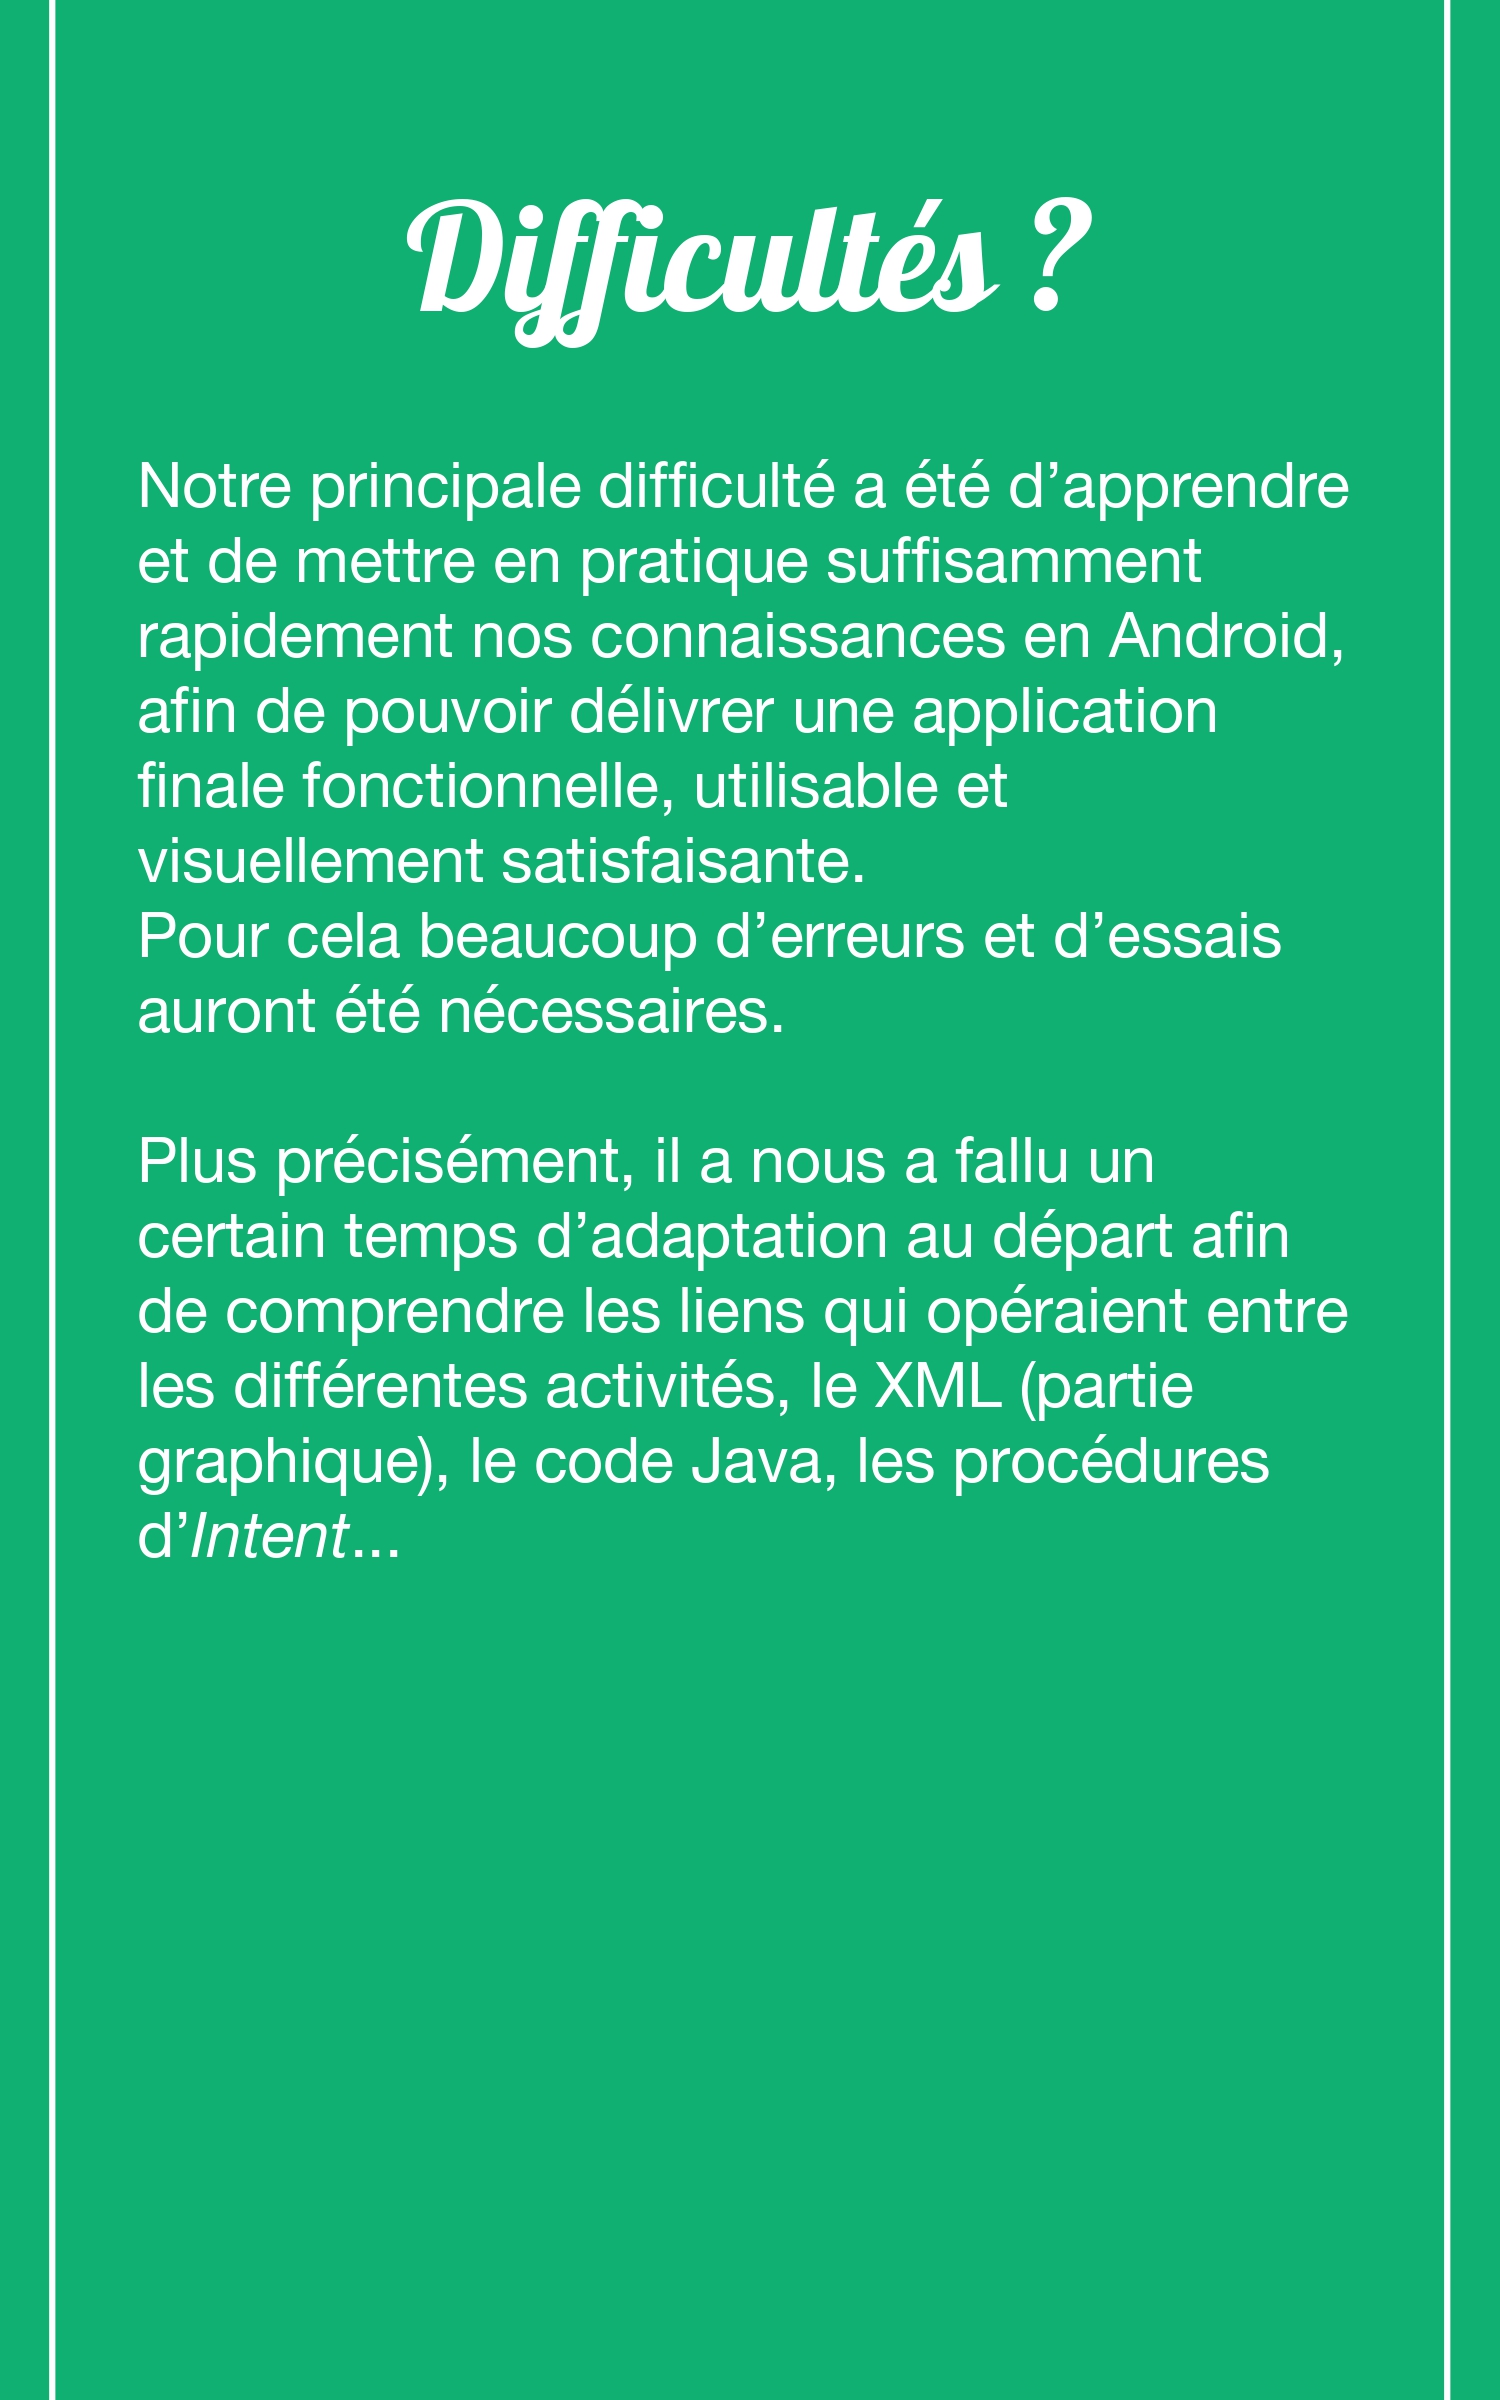 Difficultés ?
Notre principale difficulté a été d’apprendre
et de mettre en pratique suffisamment
rapidement nos connaissances en Android,
afin de pouvoir délivrer une application
finale fonctionnelle, utilisable et
visuellement satisfaisante.
Pour cela beaucoup d’erreurs et d’essais
auront été nécessaires.
Plus précisément, il a nous a fallu un
certain temps d’adaptation au départ afin
de comprendre les liens qui opéraient entre
les différentes activités, le XML (partie
graphique), le code Java, les procédures
d’Intent...